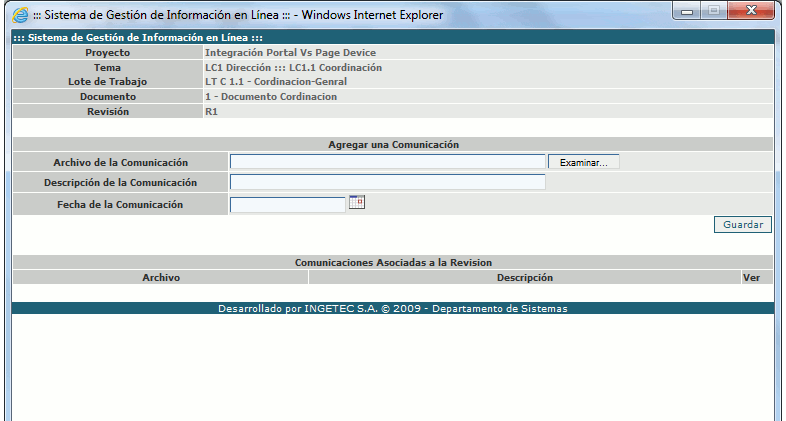 ::: Sistema de Gestión de Información en Línea ::: - Windows Internet Explorer
::: Sistema de Gestión de Información en Línea :::
Proyecto Integración Portal Vs Page Device
Tema LC1 Dirección ::: LC1.1 Coordinación
Lote de Trabajo LT C 1.1 - Cordinacion-Genral
Documento 1 - Documento Cordinacion
Revisión R1
Agregar una Comunicación
Archivo de la Comunicación Examinar...
Descripción de la Comunicación
Fecha de la Comunicación
Guardar
Comunicaciones Asociadas a la Revision
Archivo Descripción Ver
Desarrollado por INGETEC S.A. © 2009 - Departamento de Sistemas